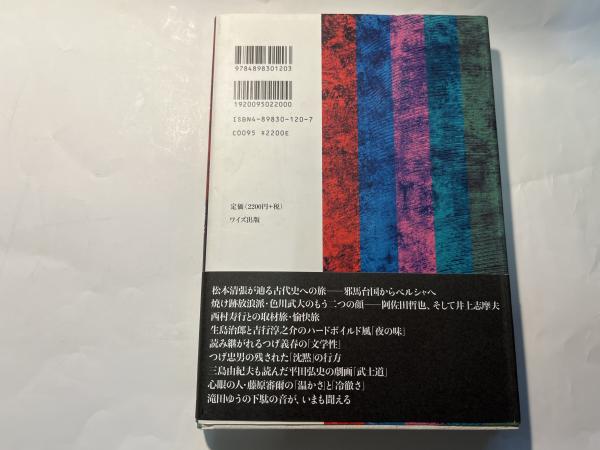 9784898301203
1920095022000
ISBN4-89830-120-7
C0095 ¥2200E
定価(2200円+税)
ワイズ出版
松本清張が遡る古代史への旅——邪馬台国からペルシャへ
焼け跡放浪派・色川武大のもう二つの顔——阿佐田哲也、そして井上志摩夫
西村寿行との取材旅・愉快旅
生島治郎と吉行淳之介のハードボイルド風「夜の味」
読み継がれるつげ義春の「文学性」
つげ忠男の残された「沈黙」の行方
三島由紀夫も読んだ平田弘史の劇画「武士道」
心眼の人・藤原審爾の「温かさ」と「冷徹さ」
滝田ゆうの下駄の音が、いまも聞える